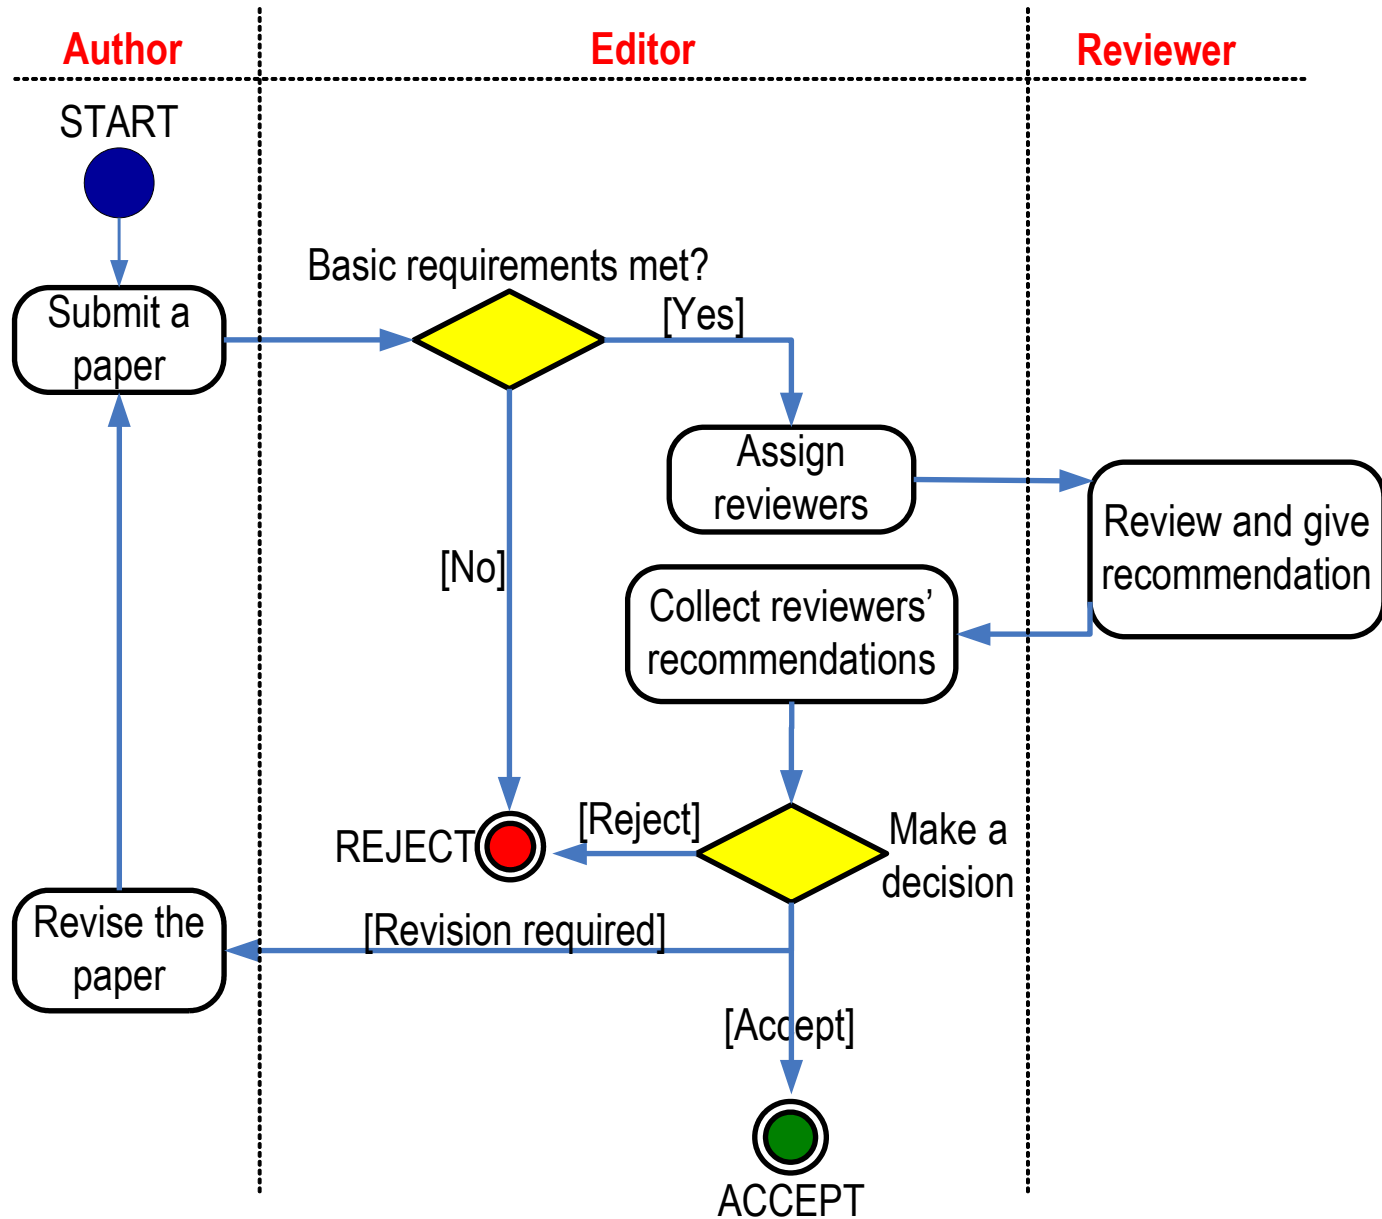 Author
Editor
Reviewer
START
Basic requirements met?
[Yes]
Submit a
paper
Assign
reviewers
Review and give
recommendation
[No]
Collect reviewers’
recommendations
[Reject]
REJECT
Make a
decision
Revise the
paper
[Revision required]
[Accept]
ACCEPT